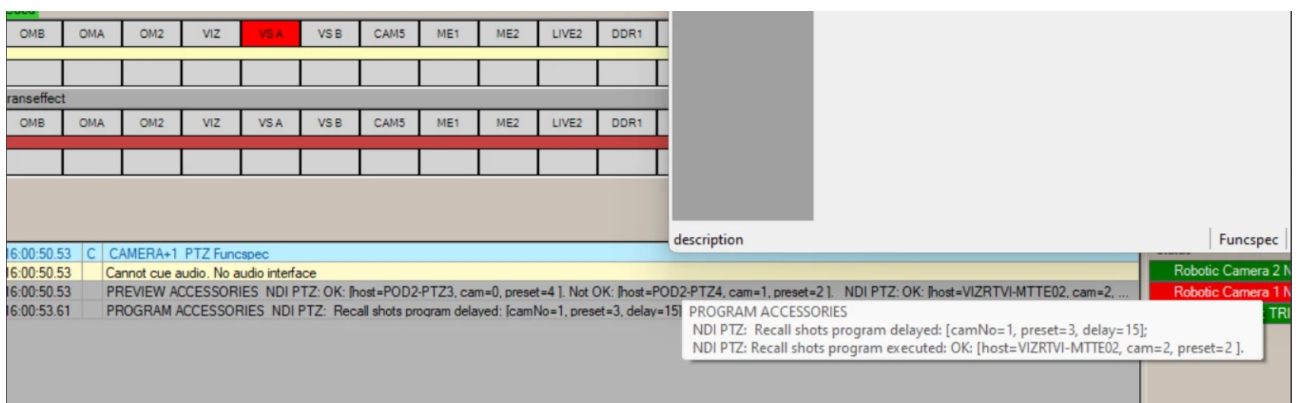 OMB OMA OM2 VIZ VS A VS B CAM5 ME1 ME2 LIVE2 DDR1
ranseffect
OMB OMA OM2 VIZ VS A VS B CAM5 ME1 ME2 LIVE2 DDR1
description Funcspec
16:00:50.53 C CAMERA+1 PTZ Funcspec
16:00:50.53 Cannot cue audio. No audio interface
Robotic Camera 2 N
16:00:50.53 PREVIEW ACCESSORIES NDI PTZ: OK: [host=POD2-PTZ3, cam=0, preset=4 ]. Not OK: [host=POD2-PTZ4, cam=1, preset=2 ]. NDI PTZ: OK: [host=VIZRTVI-MTTE02, cam=2, ...
Robotic Camera 1 N
16:00:53.61 PROGRAM ACCESSORIES NDI PTZ: Recall shots program delayed: [camNo=1, preset=3, delay=15]
TRI
PROGRAM ACCESSORIES
NDI PTZ: Recall shots program delayed: [camNo=1, preset=3, delay=15];
NDI PTZ: Recall shots program executed: OK: [host=VIZRTVI-MTTE02, cam=2, preset=2 ].